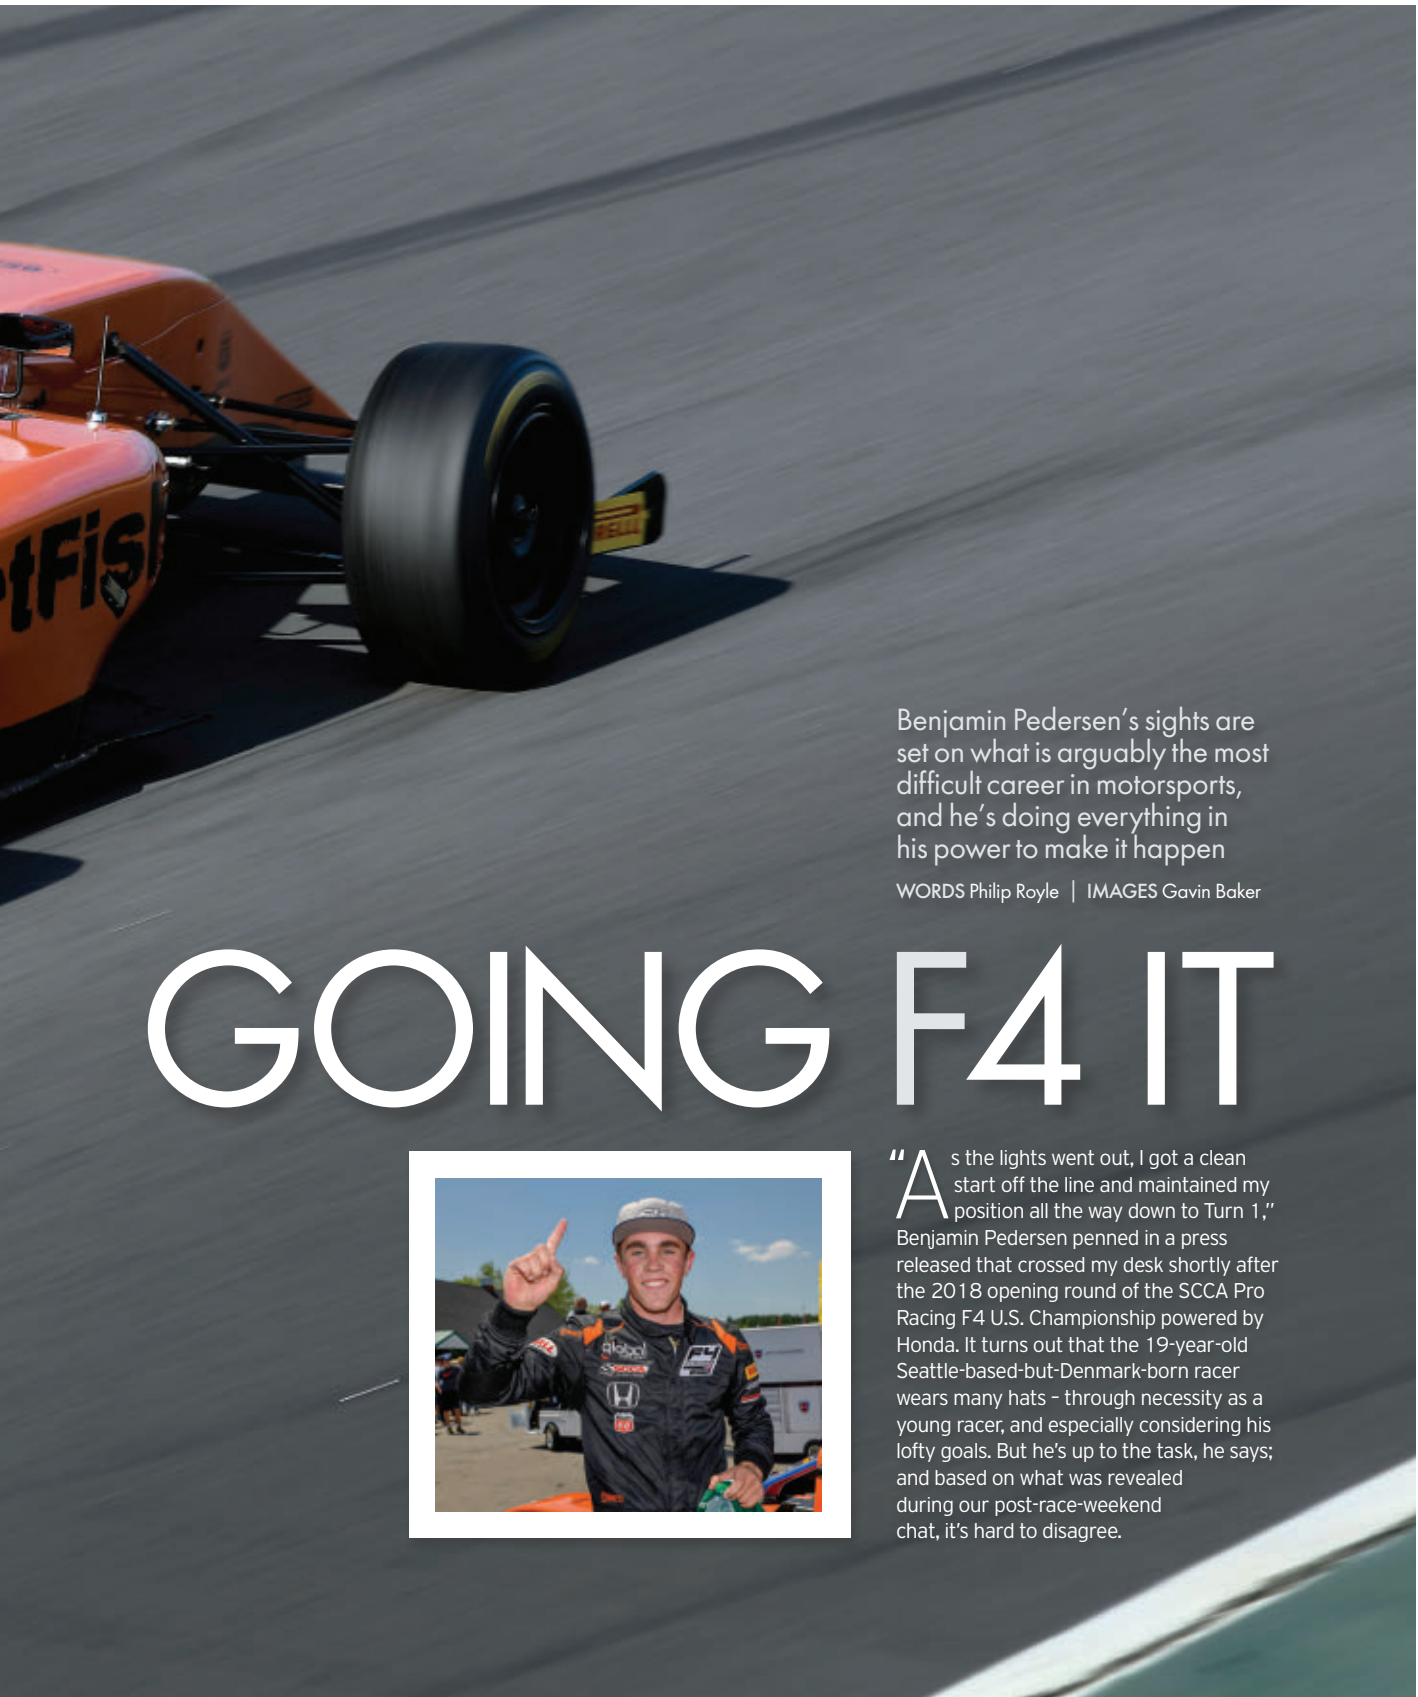 Benjamin Pedersen's sights are
set on what is arguably the most
difficult career in motorsports,
and he's doing everything in
his power to make it happen
WORDS Philip Royle | IMAGES Gavin Baker
GOING F4 IT
"As the lights went out, I got a clean
start off the line and maintained my
position all the way down to Turn 1,"
Benjamin Pedersen penned in a press
released that crossed my desk shortly after
the 2018 opening round of the SCCA Pro
Racing F4 U.S. Championship powered by
Honda. It turns out that the 19-year-old
Seattle-based-but-Denmark-born racer
wears many hats – through necessity as a
young racer, and especially considering his
lofty goals. But he's up to the task, he says;
and based on what was revealed
during our post-race-weekend
chat, it's hard to disagree.
tFis
RELLI
global
F4